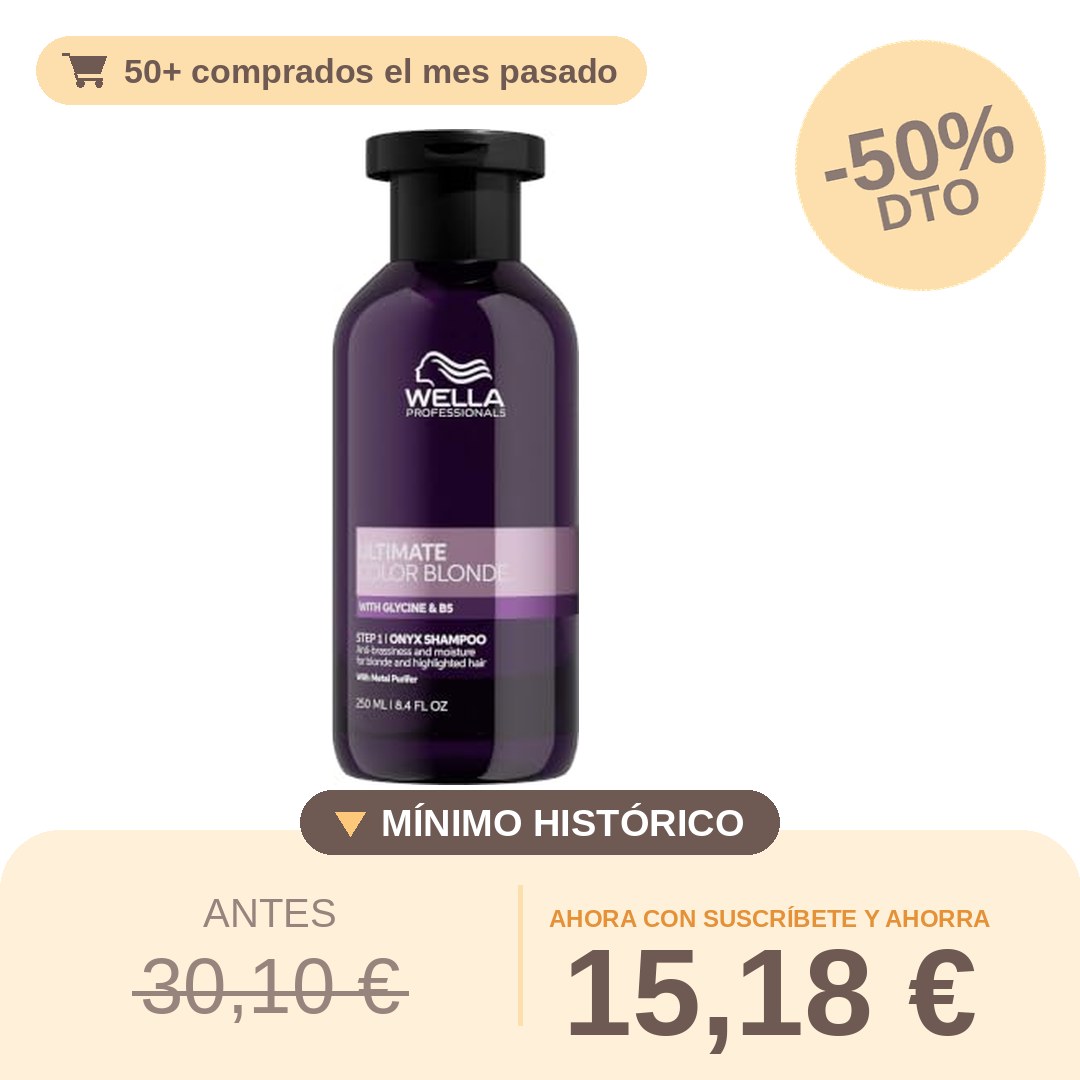 50+ comprados el mes pasado
-50%
DTO
WELLA
PROFESSIONALS
ULTIMATE
COLOR BLONDE
WITH GLYCINE & B5
STEP 1 | ONYX SHAMPOO
Anti-brassiness and moisture
for blonde and highlighted hair
With Metal Purifier
250 ML | 8.4 FL OZ
MÍNIMO HISTÓRICO
ANTES
30,10 €
AHORA CON SUSCRÍBETE Y AHORRA
15,18 €